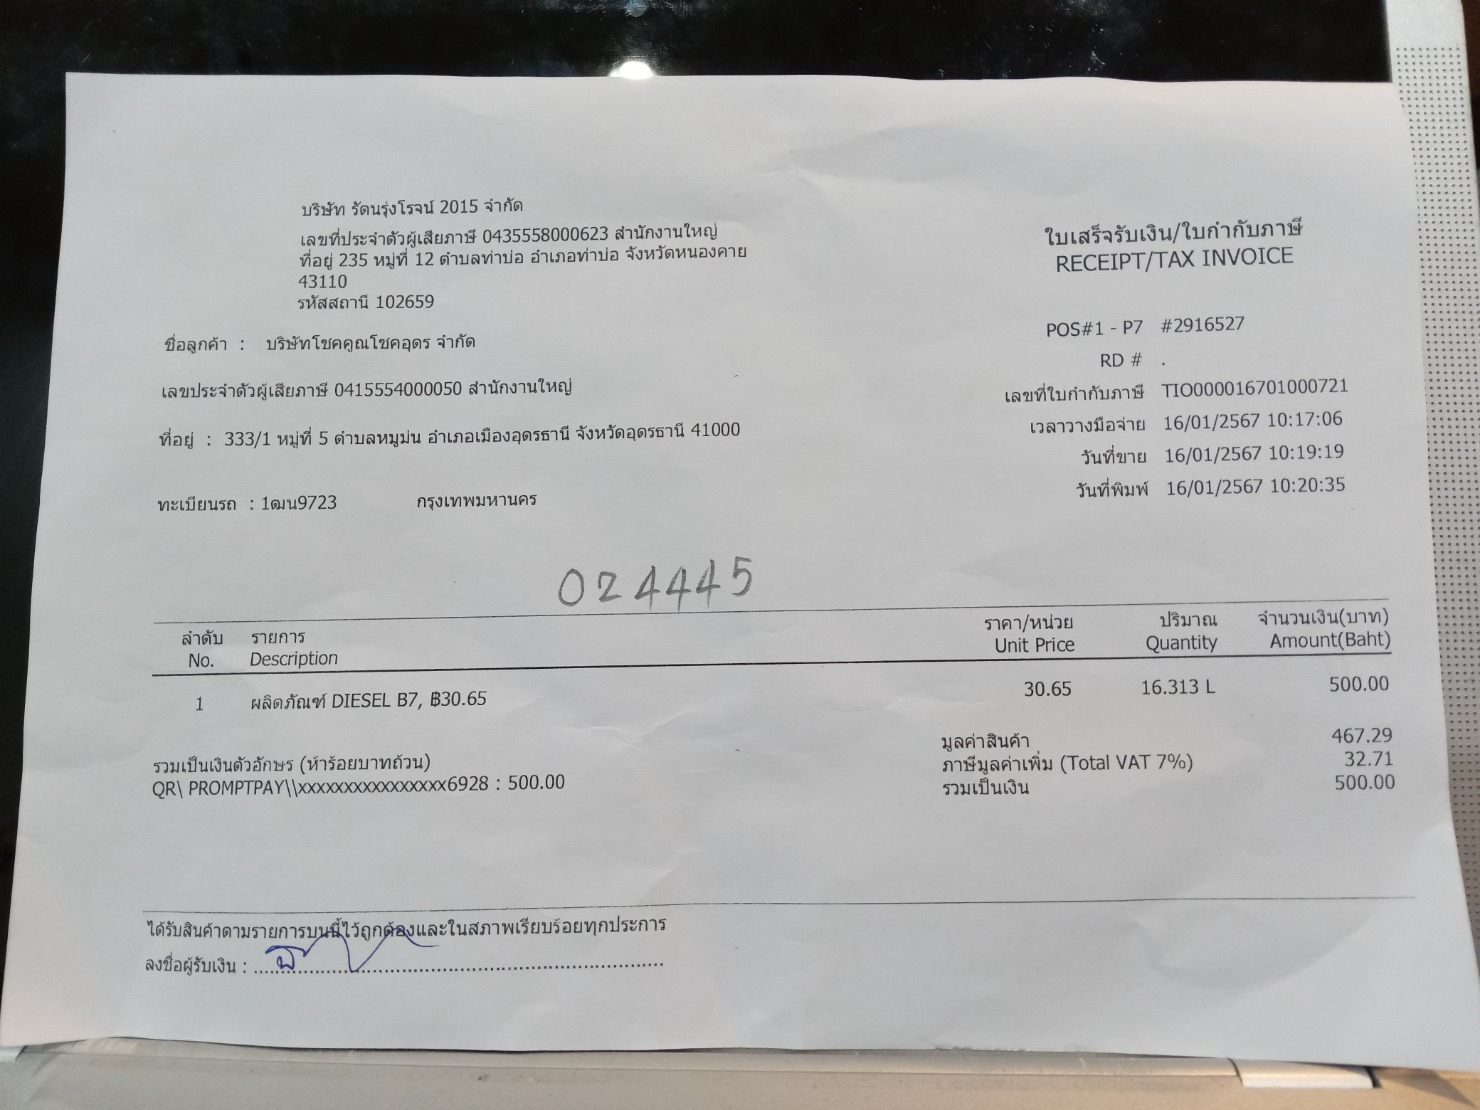 บริษัท รัตนรุ่งโรจน์ 2015 จำกัด
เลขที่ประจำตัวผู้เสียภาษี 0435558000623 สำนักงานใหญ่
ที่อยู่ 235 หมู่ที่ 12 ตำบลท่าบ่อ อำเภอท่าบ่อ จังหวัดหนองคาย
43110
รหัสสถานี 102659
ใบเสร็จรับเงิน/ใบกำกับภาษี
RECEIPT/TAX INVOICE
ชื่อลูกค้า : บริษัทโชคคูณโชคอุดร จำกัด
เลขประจำตัวผู้เสียภาษี 0415554000050 สำนักงานใหญ่
ที่อยู่ : 333/1 หมู่ที่ 5 ตำบลหมูม่น อำเภอเมืองอุดรธานี จังหวัดอุดรธานี 41000
ทะเบียนรถ : 1ฒน9723 กรุงเทพมหานคร
POS#1 - P7 #2916527
RD # .
เลขที่ใบกำกับภาษี TIO000016701000721
เวลาวางมือจ่าย 16/01/2567 10:17:06
วันที่ขาย 16/01/2567 10:19:19
วันที่พิมพ์ 16/01/2567 10:20:35
024445
ลำดับ รายการ ราคา/หน่วย ปริมาณ จำนวนเงิน(บาท)
No. Description Unit Price Quantity Amount(Baht)
1 ผลิตภัณฑ์ DIESEL B7, ฿30.65 30.65 16.313 L 500.00
มูลค่าสินค้า 467.29
รวมเป็นเงินตัวอักษร (ห้าร้อยบาทถ้วน) ภาษีมูลค่าเพิ่ม (Total VAT 7%) 32.71
QR\ PROMPTPAY\\xxxxxxxxxxxxxxxx6928 : 500.00 รวมเป็นเงิน 500.00
ได้รับสินค้าตามรายการบนนี้ไว้ถูกต้องและในสภาพเรียบร้อยทุกประการ
ลงชื่อผู้รับเงิน :